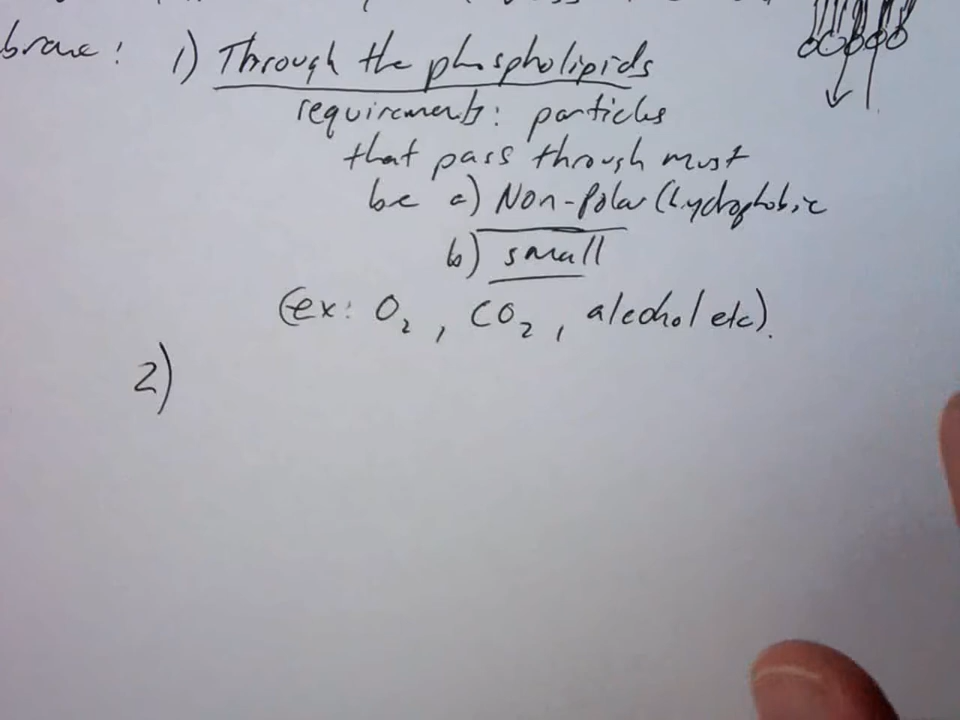 brane: 1) Through the phospholipids
requirements: particles
that pass through must
be a) Non-Polar (hydrophobic
b) small
(ex: O₂, CO₂, alcohol etc).
2)